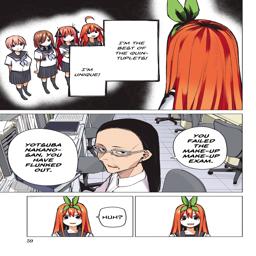 I'M THE
BEST OF
THE QUIN-
TUPLETS!
I'M
UNIQUE!
YOU
FAILED
THE
MAKE-UP
MAKE-UP
EXAM.
YOTSUBA
NAKANO-
SAN, YOU
HAVE
FLUNKED
OUT.
HUH?
59